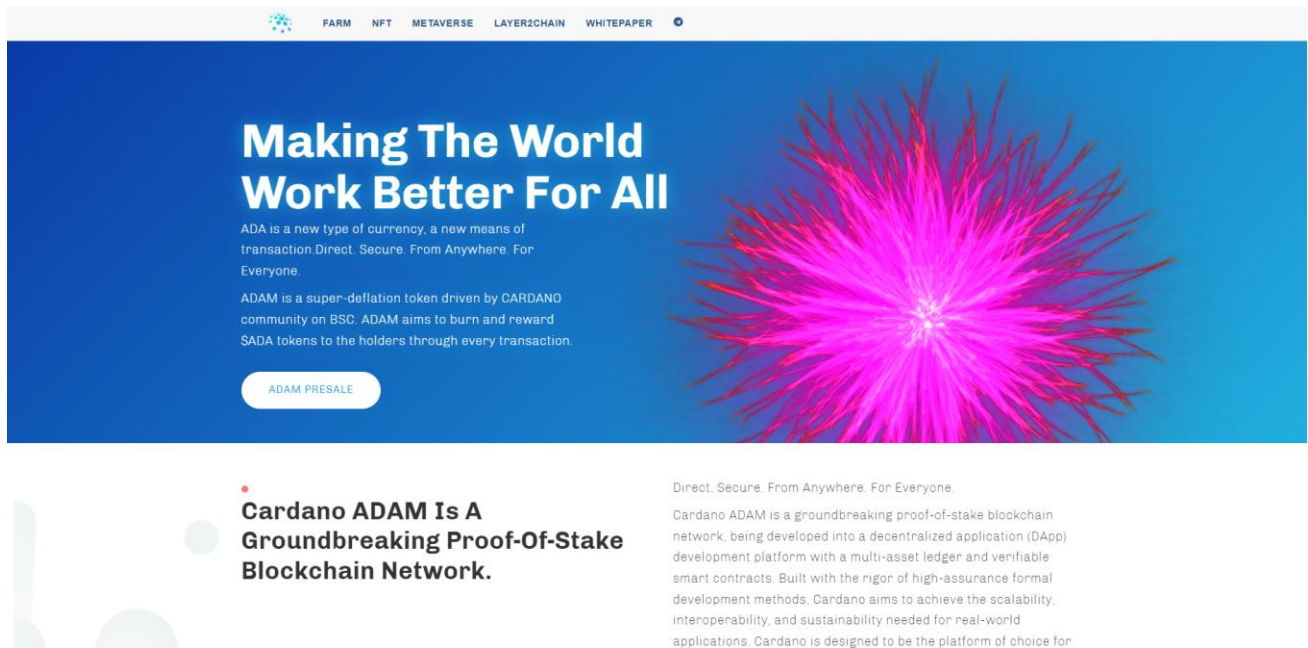 FARM NFT METAVERSE LAYER2CHAIN WHITEPAPER
Making The World
Work Better For All
ADA is a new type of currency, a new means of
transaction.Direct. Secure. From Anywhere. For
Everyone.
ADAM is a super-deflation token driven by CARDANO
community on BSC. ADAM aims to burn and reward
$ADA tokens to the holders through every transaction.
ADAM PRESALE
Cardano ADAM Is A
Groundbreaking Proof-Of-Stake
Blockchain Network.
Direct. Secure. From Anywhere. For Everyone.
Cardano ADAM is a groundbreaking proof-of-stake blockchain
network, being developed into a decentralized application (DApp)
development platform with a multi-asset ledger and verifiable
smart contracts. Built with the rigor of high-assurance formal
development methods, Cardano aims to achieve the scalability,
interoperability, and sustainability needed for real-world
applications. Cardano is designed to be the platform of choice for